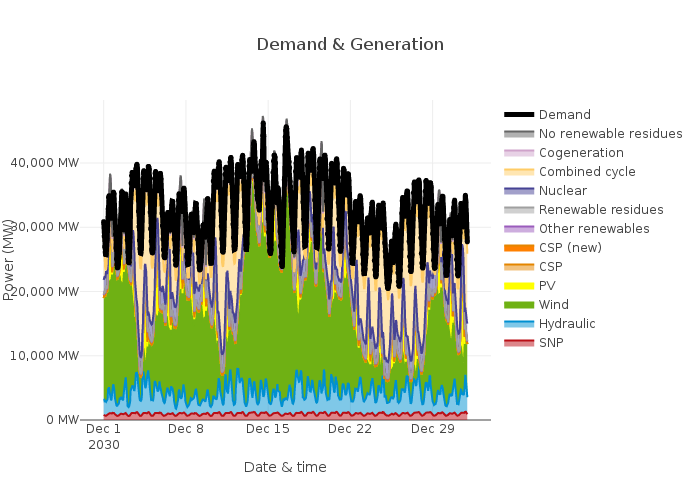 Demand & Generation
Power (MW)
40,000 MW
30,000 MW
20,000 MW
10,000 MW
0 MW
Dec 1
2030
Dec 8
Dec 15
Dec 22
Dec 29
Date & time
Demand
No renewable residues
Cogeneration
Combined cycle
Nuclear
Renewable residues
Other renewables
CSP (new)
CSP
PV
Wind
Hydraulic
SNP